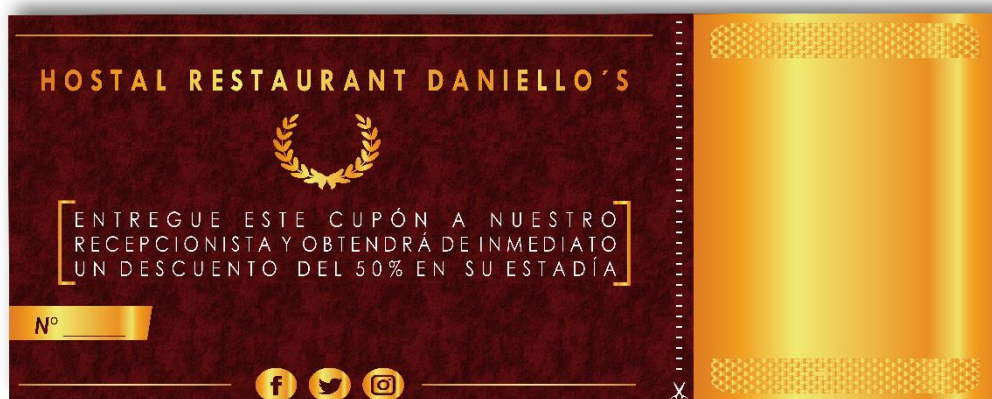 HOSTAL RESTAURANT DANIELLO´S
ENTREGUE ESTE CUPÓN A NUESTRO
RECEPCIONISTA Y OBTENDRÁ DE INMEDIATO
UN DESCUENTO DEL 50% EN SU ESTADÍA
Nº ______